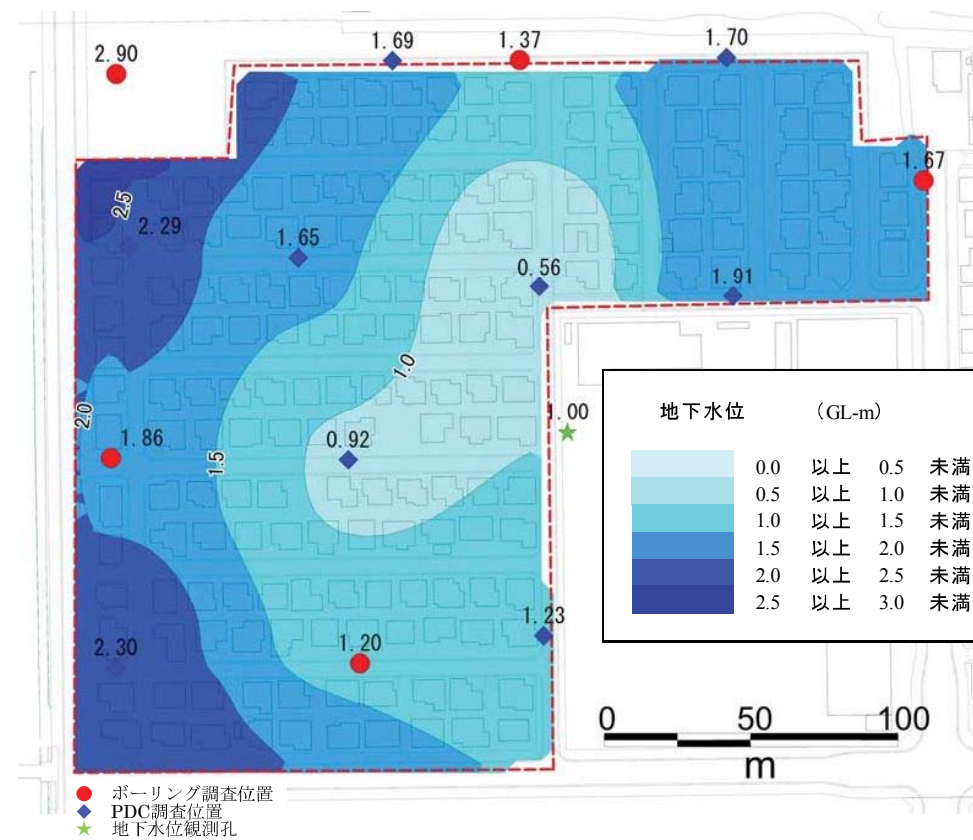 2.90
1.69
1.37
1.70
1.67
2.5
2.29
1.65
0.56
1.91
1.0
2.0
1.86
1.5
0.92
1.00
地下水位 (GL-m)
0.0 以上 0.5 未満
0.5 以上 1.0 未満
1.0 以上 1.5 未満
1.5 以上 2.0 未満
2.0 以上 2.5 未満
2.5 以上 3.0 未満
2.30
1.20
1.23
0 50 100
m
ボーリング調査位置
PDC調査位置
地下水位観測孔